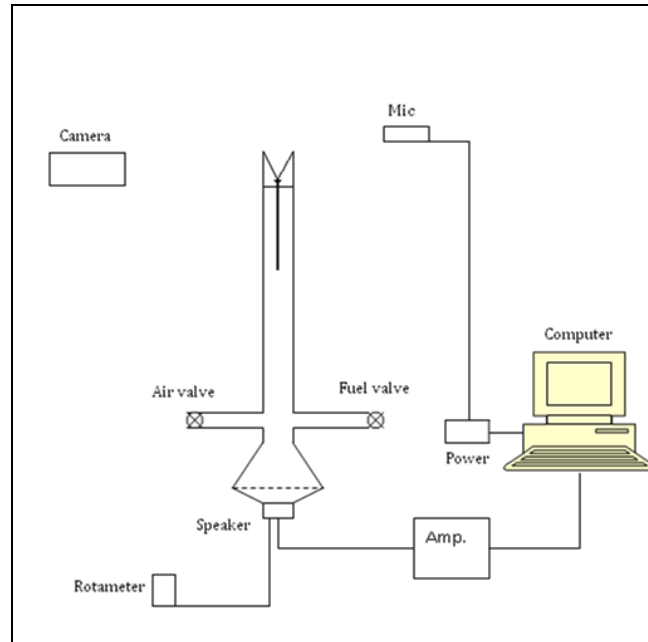 Mic
Camera
Computer
Air valve
Fuel valve
Power
Speaker
Amp.
Rotameter